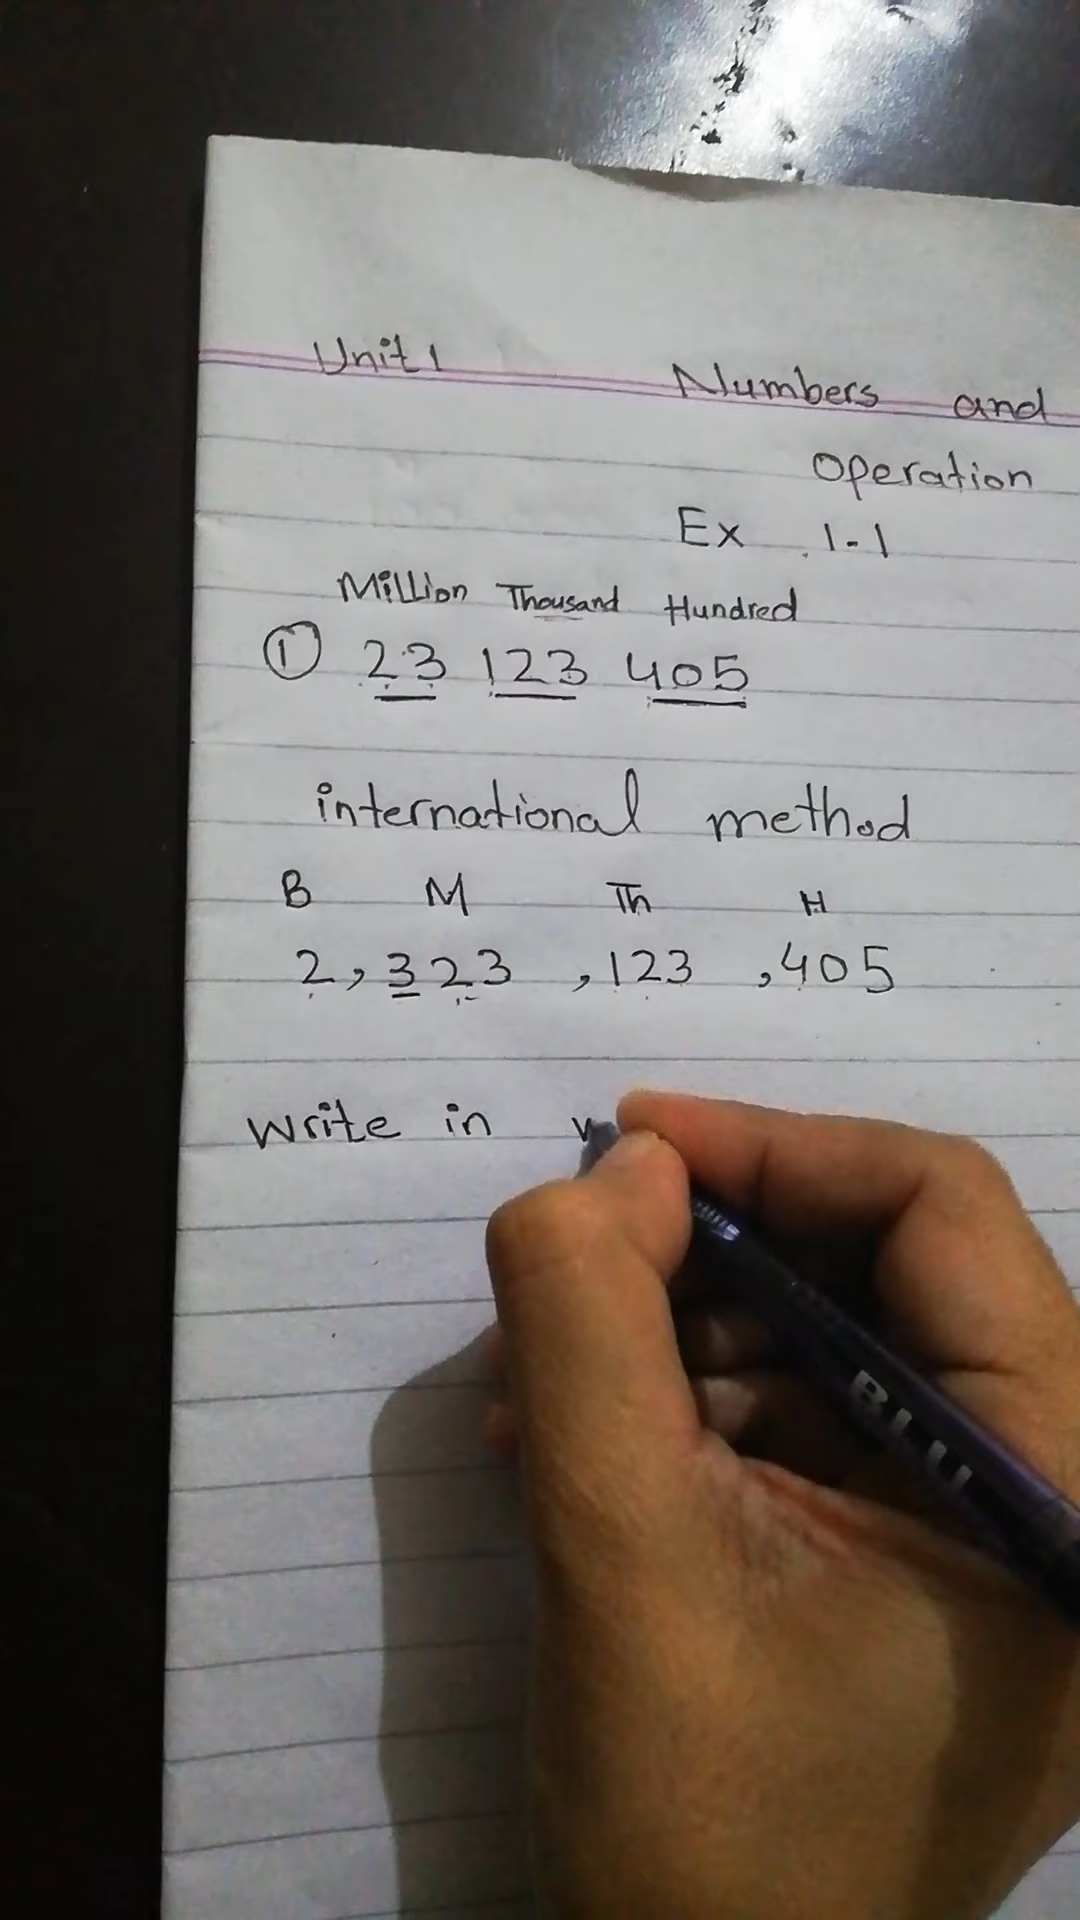 Unit 1 Numbers and
Operation
Ex 1-1
Million Thousand Hundred
① 23 123 405
international method
B M Th H
2, 323 ,123 ,405
Write in
BLU